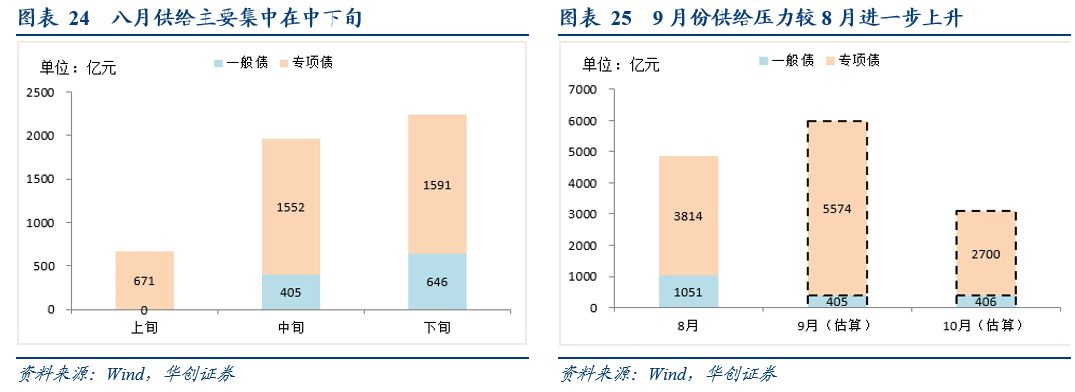 图表 24 八月供给主要集中在中下旬
单位：亿元
一般债 专项债
2500
2000
1500
1000
500
0
671
0
1552
405
1591
646
上旬 中旬 下旬
资料来源：Wind，华创证券
图表 25 9月份供给压力较8月进一步上升
单位：亿元
一般债 专项债
7000
6000
5000
4000
3000
2000
1000
0
3814
1051
5574
405
2700
406
8月 9月（估算） 10月（估算）
资料来源：Wind，华创证券